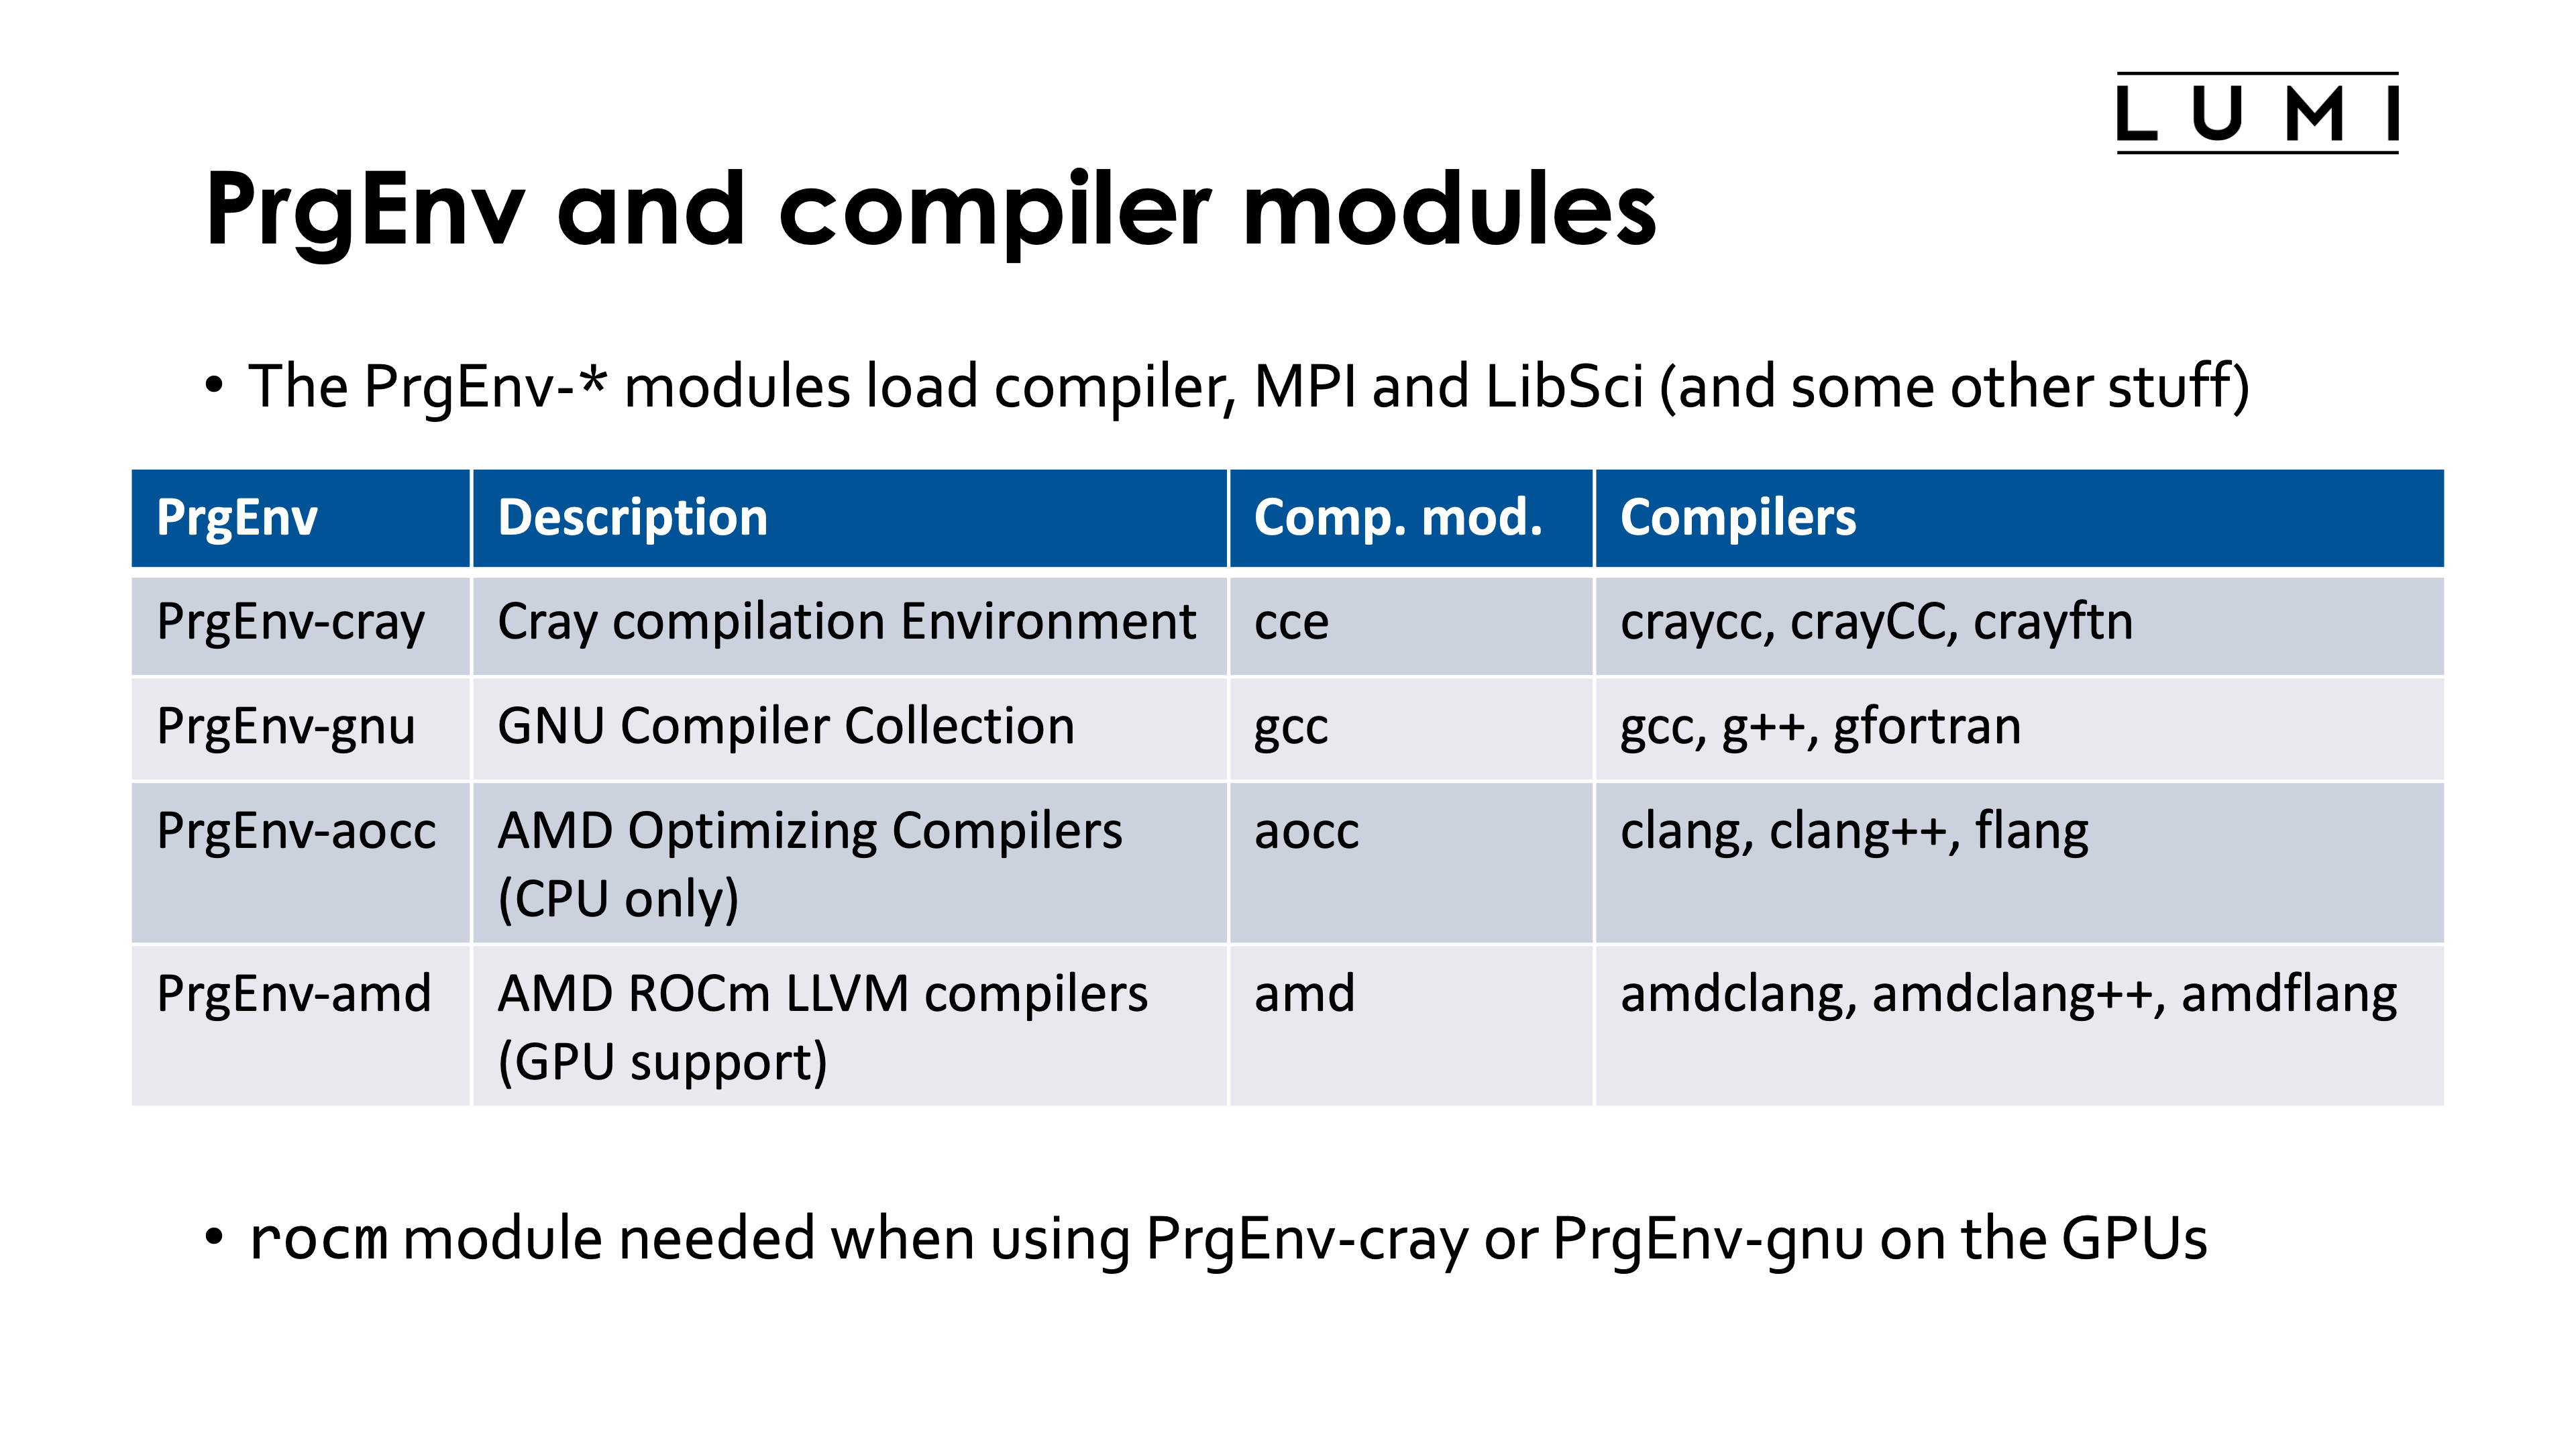 LUMI
PrgEnv and compiler modules
• The PrgEnv-* modules load compiler, MPI and LibSci (and some other stuff)
PrgEnv Description Comp. mod. Compilers
PrgEnv-cray Cray compilation Environment cce craycc, crayCC, crayftn
PrgEnv-gnu GNU Compiler Collection gcc gcc, g++, gfortran
PrgEnv-aocc AMD Optimizing Compilers aocc clang, clang++, flang
(CPU only)
PrgEnv-amd AMD ROCm LLVM compilers amd amdclang, amdclang++, amdflang
(GPU support)
• rocm module needed when using PrgEnv-cray or PrgEnv-gnu on the GPUs